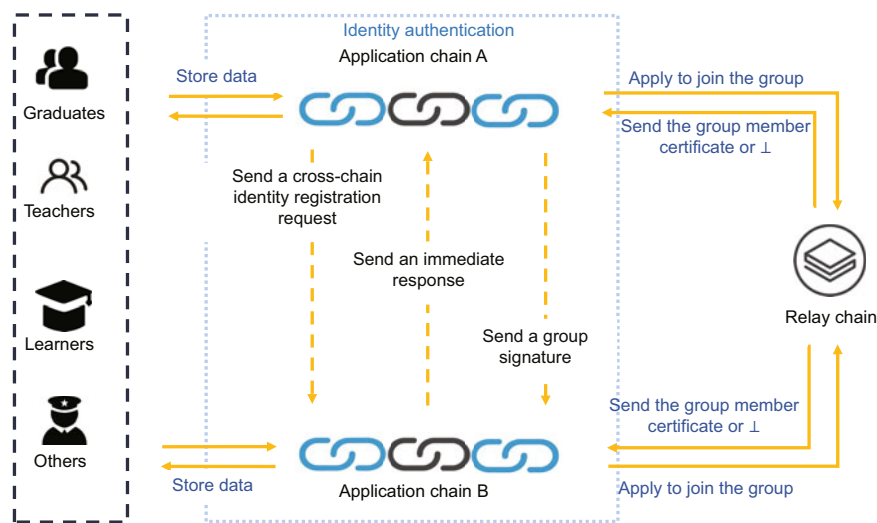 Identity authentication
Application chain A
Graduates
Teachers
Learners
Others
Store data
Send a cross-chain
identity registration
request
Send an immediate
response
Send a group
signature
Apply to join the group
Send the group member
certificate or ⊥
Relay chain
Send the group member
certificate or ⊥
Apply to join the group
Store data
Application chain B